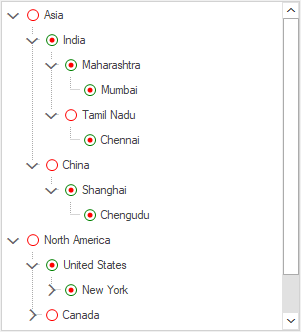 Asia
India
Maharashtra
Mumbai
Tamil Nadu
Chennai
China
Shanghai
Chengudu
North America
United States
New York
Canada